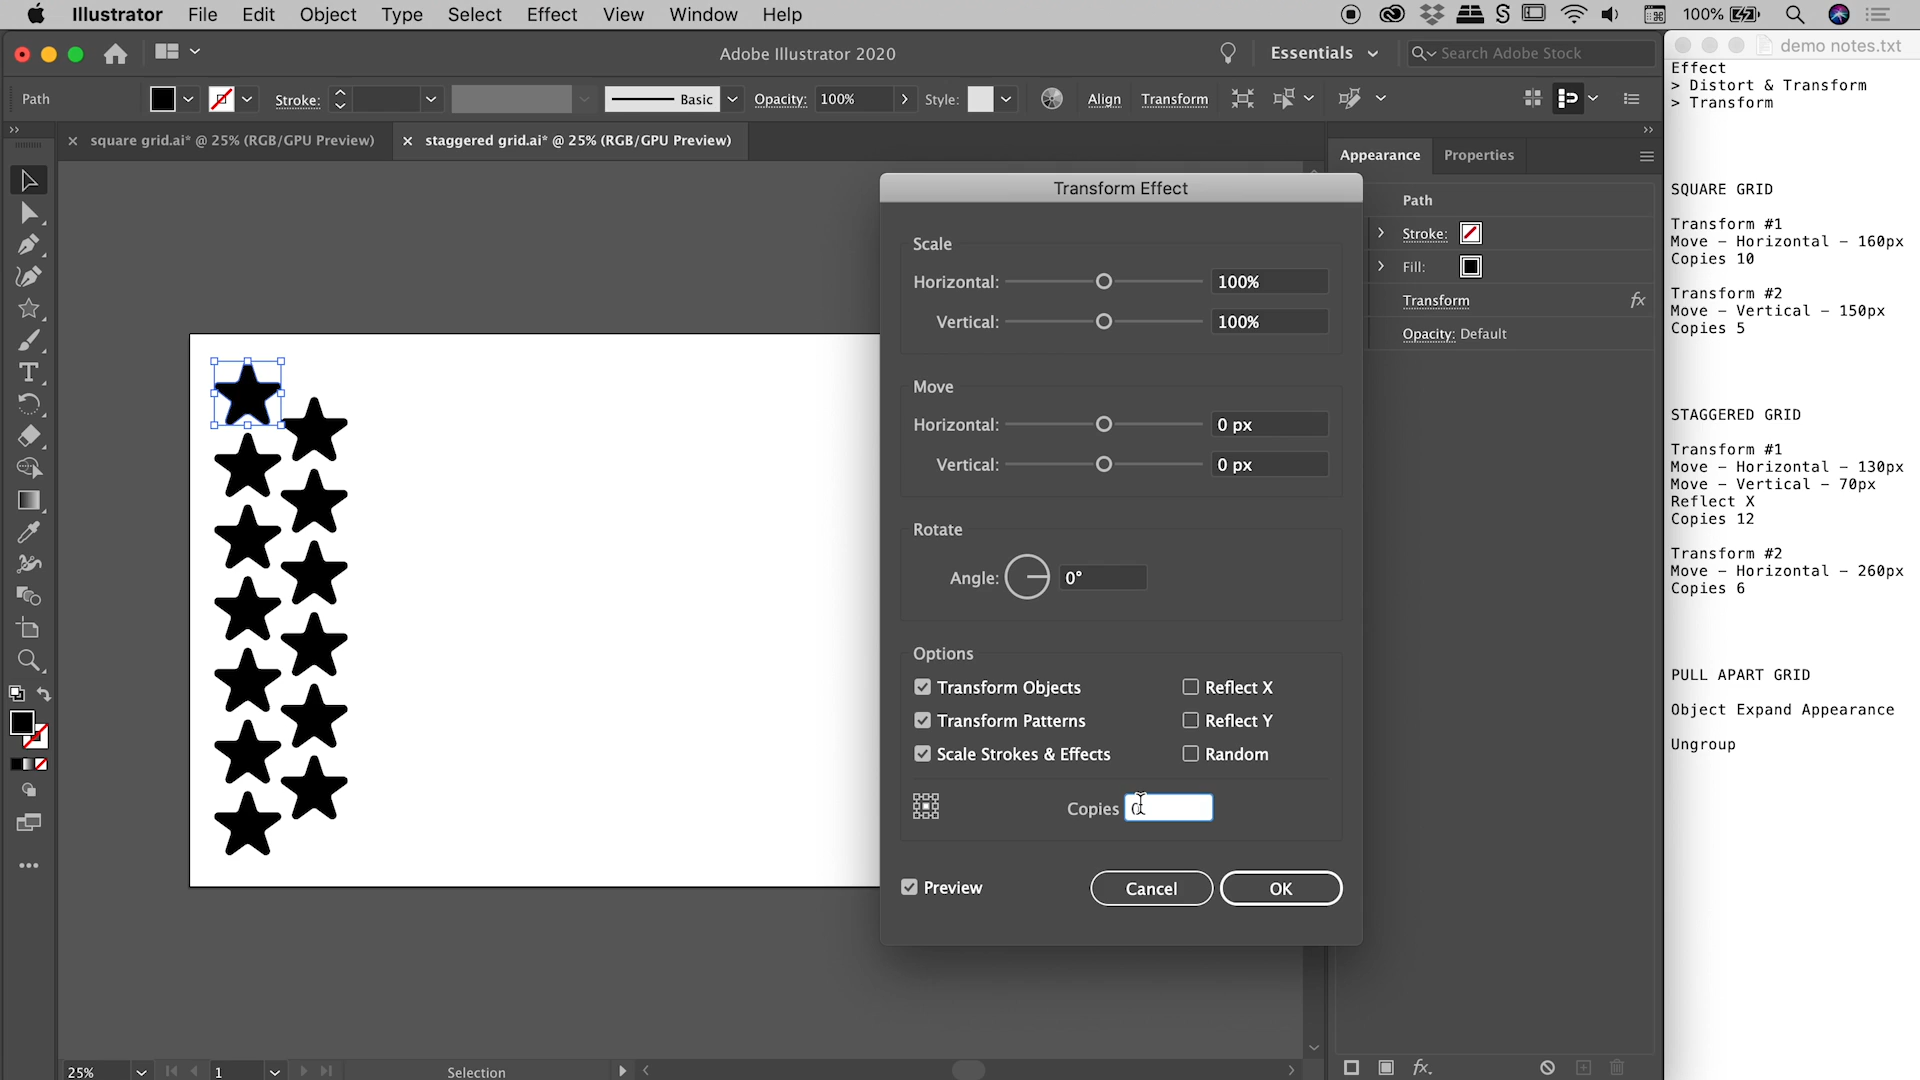 Illustrator File Edit Object Type Select Effect View Window Help 100%
Adobe Illustrator 2020 Essentials Search Adobe Stock
demo notes.txt
Path Stroke: Basic Opacity: 100% Style: Align Transform
square grid.ai* @ 25% (RGB/GPU Preview) staggered grid.ai* @ 25% (RGB/GPU Preview)
Transform Effect
Scale
Horizontal: 100%
Vertical: 100%
Move
Horizontal: 0 px
Vertical: 0 px
Rotate
Angle: 0°
Options
Transform Objects Reflect X
Transform Patterns Reflect Y
Scale Strokes & Effects Random
Copies
Preview Cancel OK
Appearance Properties
Path
Stroke:
Fill:
Transform fx
Opacity: Default
fx
Effect
> Distort & Transform
> Transform
SQUARE GRID
Transform #1
Move – Horizontal – 160px
Copies 10
Transform #2
Move – Vertical – 150px
Copies 5
STAGGERED GRID
Transform #1
Move – Horizontal – 130px
Move – Vertical – 70px
Reflect X
Copies 12
Transform #2
Move – Horizontal – 260px
Copies 6
PULL APART GRID
Object Expand Appearance
Ungroup
25% 1 Selection